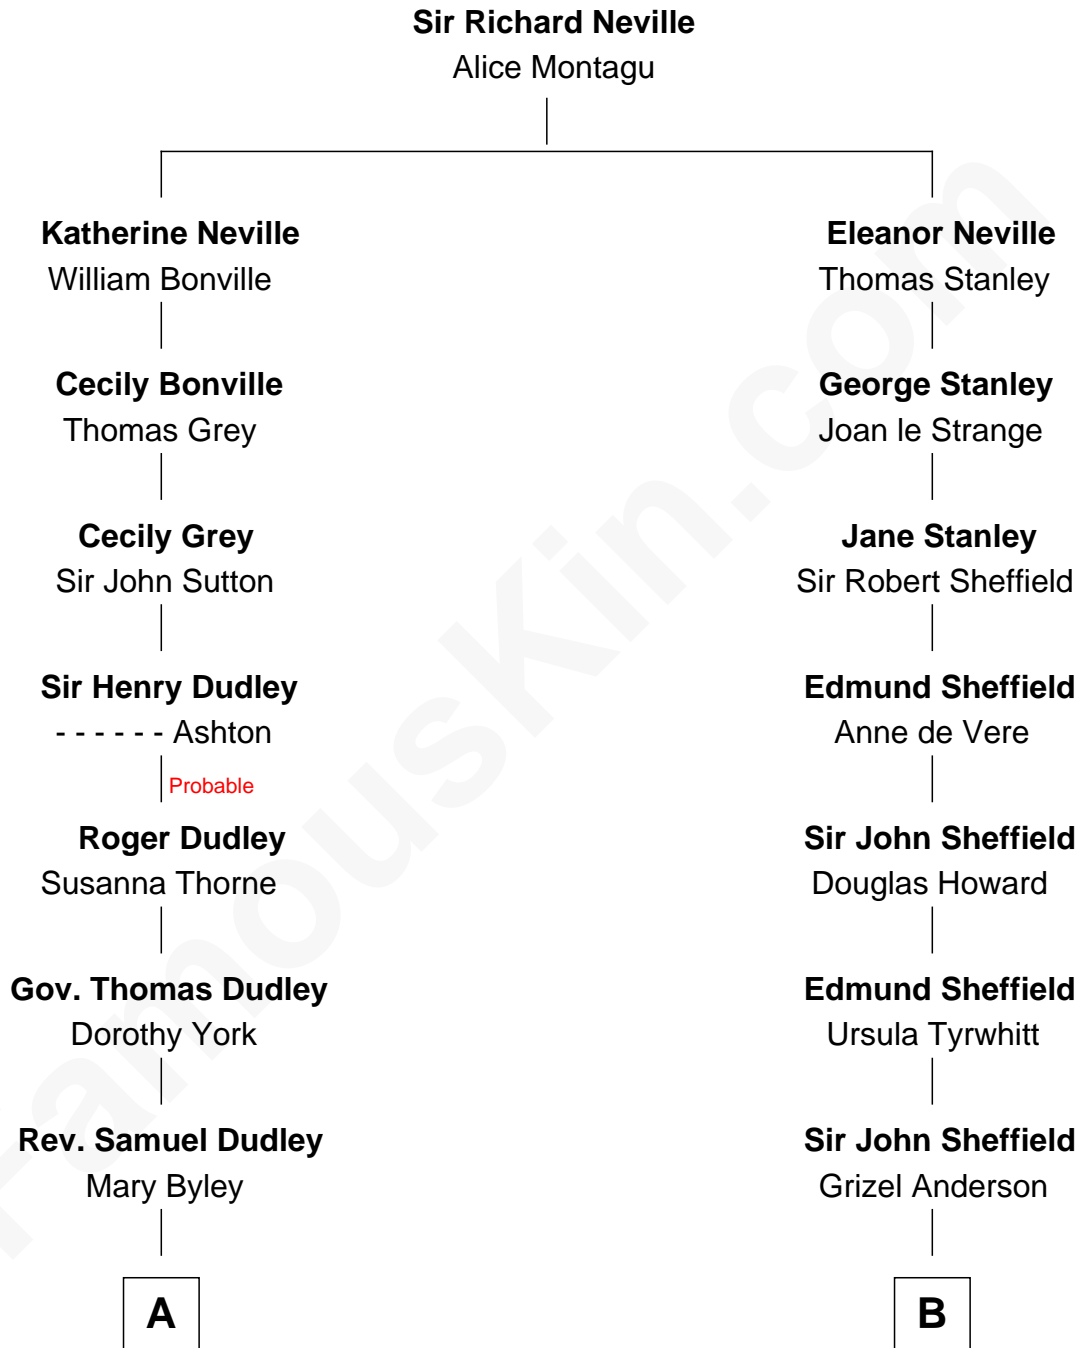 Sir Richard Neville
Alice Montagu
Katherine Neville
William Bonville
Eleanor Neville
Thomas Stanley
Cecily Bonville
Thomas Grey
George Stanley
Joan le Strange
Cecily Grey
Sir John Sutton
Jane Stanley
Sir Robert Sheffield
Sir Henry Dudley
- - - - - - Ashton
Probable
Edmund Sheffield
Anne de Vere
Roger Dudley
Susanna Thorne
Sir John Sheffield
Douglas Howard
Gov. Thomas Dudley
Dorothy York
Edmund Sheffield
Ursula Tyrwhitt
Rev. Samuel Dudley
Mary Byley
Sir John Sheffield
Grizel Anderson
A
B
FamousKin.com